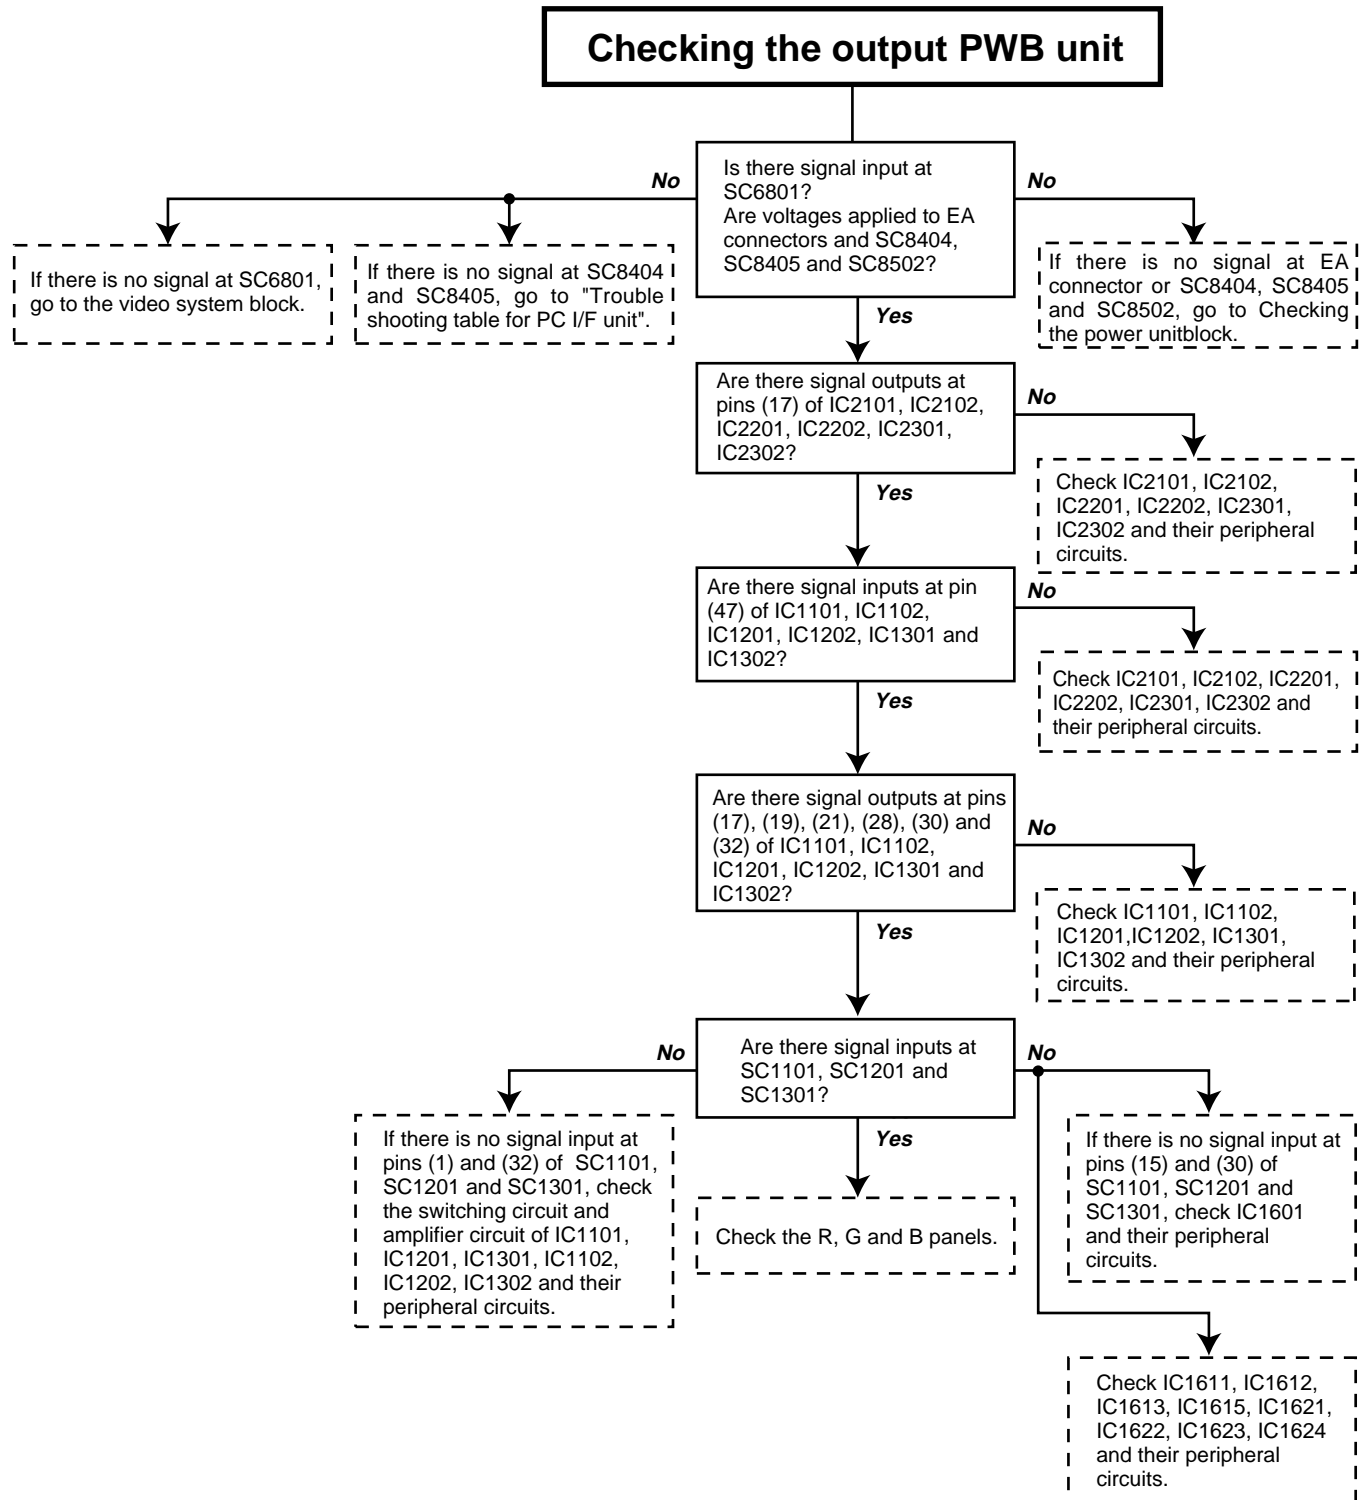 Checking the output PWB unit
Is there signal input at
SC6801?
Are voltages applied to EA
connectors and SC8404,
SC8405 and SC8502?
No
No
If there is no signal at SC6801,
go to the video system block.
If there is no signal at SC8404
and SC8405, go to "Trouble
shooting table for PC I/F unit".
If there is no signal at EA
connector or SC8404, SC8405
and SC8502, go to Checking
the power unitblock.
Yes
Are there signal outputs at
pins (17) of IC2101, IC2102,
IC2201, IC2202, IC2301,
IC2302?
No
Check IC2101, IC2102,
IC2201, IC2202, IC2301,
IC2302 and their peripheral
circuits.
Yes
Are there signal inputs at pin
(47) of IC1101, IC1102,
IC1201, IC1202, IC1301 and
IC1302?
No
Check IC2101, IC2102, IC2201,
IC2202, IC2301, IC2302 and
their peripheral circuits.
Yes
Are there signal outputs at pins
(17), (19), (21), (28), (30) and
(32) of IC1101, IC1102,
IC1201, IC1202, IC1301 and
IC1302?
No
Check IC1101, IC1102,
IC1201,IC1202, IC1301,
IC1302 and their peripheral
circuits.
Yes
Are there signal inputs at
SC1101, SC1201 and
SC1301?
No
No
If there is no signal input at
pins (1) and (32) of SC1101,
SC1201 and SC1301, check
the switching circuit and
amplifier circuit of IC1101,
IC1201, IC1301, IC1102,
IC1202, IC1302 and their
peripheral circuits.
Yes
Check the R, G and B panels.
If there is no signal input at
pins (15) and (30) of
SC1101, SC1201 and
SC1301, check IC1601
and their peripheral
circuits.
Check IC1611, IC1612,
IC1613, IC1615, IC1621,
IC1622, IC1623, IC1624
and their peripheral
circuits.